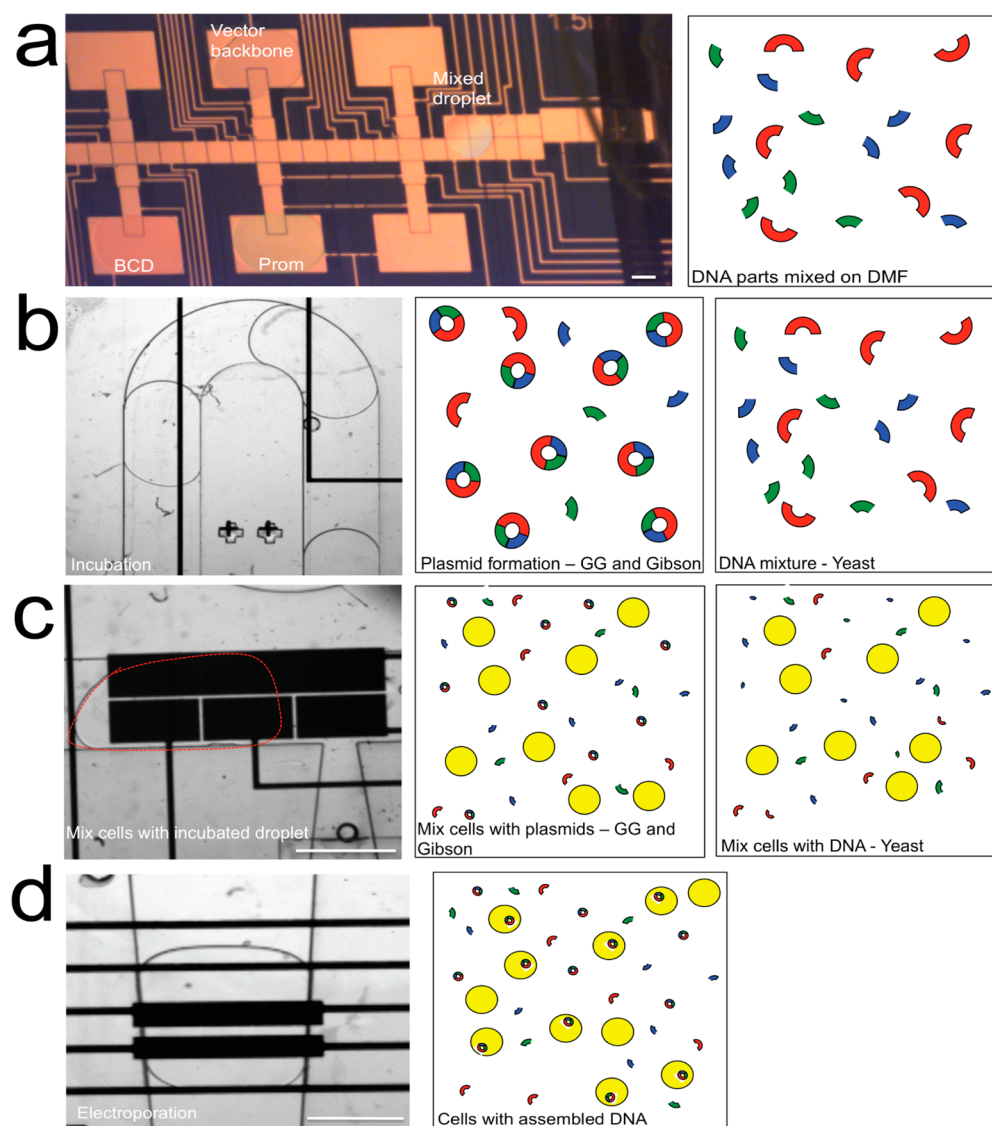 a
Vector
backbone
Mixed
droplet
1.5
BCD
Prom
DNA parts mixed on DMF
b
Incubation
Plasmid formation – GG and Gibson
DNA mixture - Yeast
c
Mix cells with incubated droplet
Mix cells with plasmids – GG and
Gibson
Mix cells with DNA - Yeast
d
Electroporation
Cells with assembled DNA